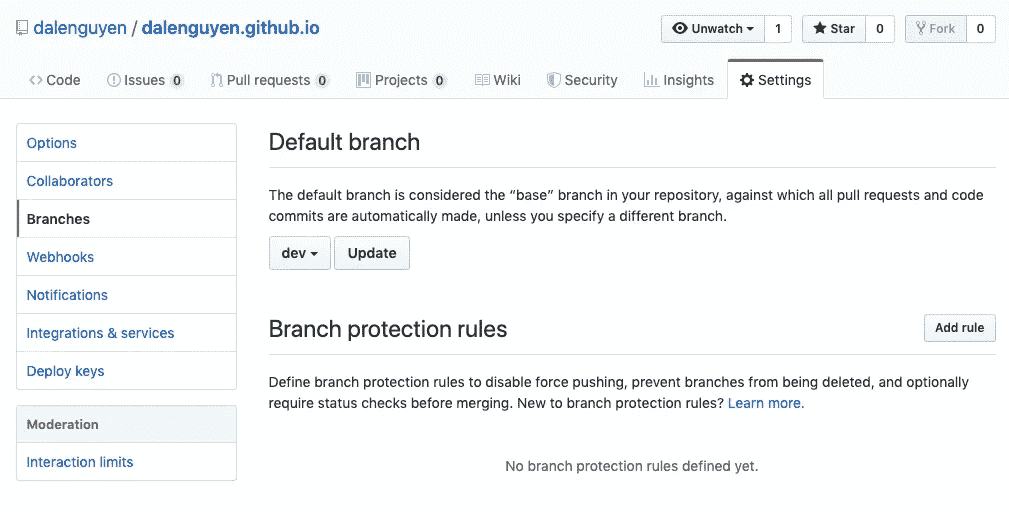 dalenguyen / dalenguyen.github.io
Unwatch 1 Star 0 Fork 0
Code Issues 0 Pull requests 0 Projects 0 Wiki Security Insights Settings
Options
Collaborators
Branches
Webhooks
Notifications
Integrations & services
Deploy keys
Moderation
Interaction limits
Default branch
The default branch is considered the “base” branch in your repository, against which all pull requests and code
commits are automatically made, unless you specify a different branch.
dev Update
Branch protection rules Add rule
Define branch protection rules to disable force pushing, prevent branches from being deleted, and optionally
require status checks before merging. New to branch protection rules? Learn more.
No branch protection rules defined yet.